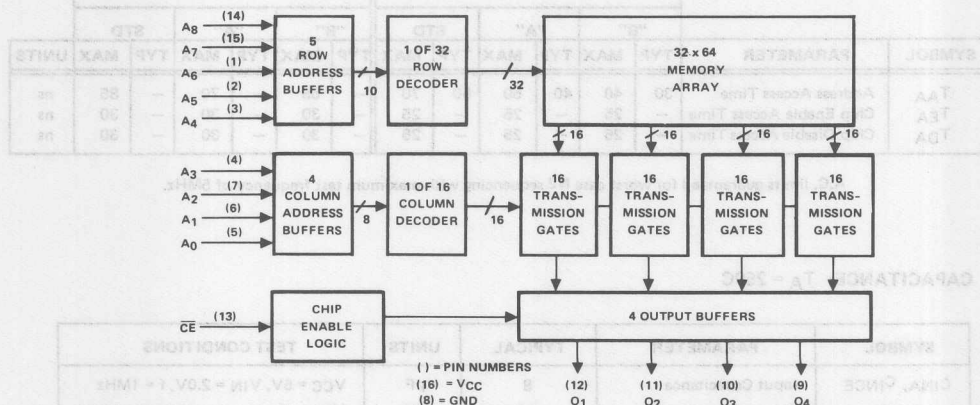 A8 (14)
A7 (15)
A6 (1)
A5 (2)
A4 (3)
5 ROW ADDRESS BUFFERS
10
1 OF 32 ROW DECODER
32
32 x 64 MEMORY ARRAY
16 16 16 16
A3 (4)
A2 (7)
A1 (6)
A0 (5)
4 COLUMN ADDRESS BUFFERS
8
1 OF 16 COLUMN DECODER
16
16 TRANS-MISSION GATES
16 TRANS-MISSION GATES
16 TRANS-MISSION GATES
16 TRANS-MISSION GATES
CE (13)
CHIP ENABLE LOGIC
4 OUTPUT BUFFERS
( ) = PIN NUMBERS
(16) = VCC
(8) = GND
(12) (11) (10) (9)
O1 O2 O3 O4